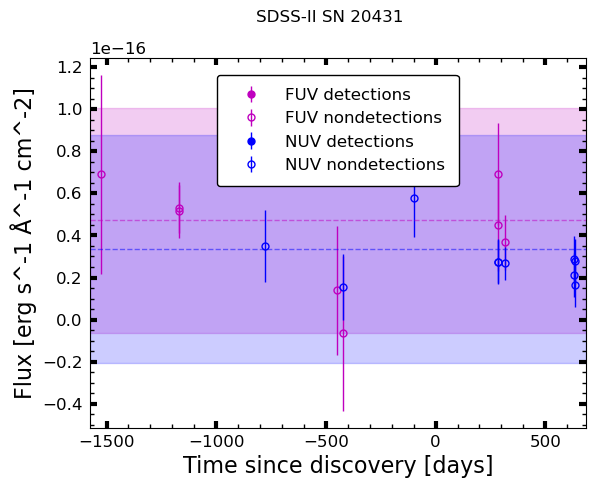 SDSS-II SN 20431
1e−16
FUV detections
FUV nondetections
NUV detections
NUV nondetections
1.2
1.0
0.8
0.6
0.4
0.2
0.0
−0.2
−0.4
Flux [erg s^-1 Å^-1 cm^-2]
−1500 −1000 −500 0 500
Time since discovery [days]